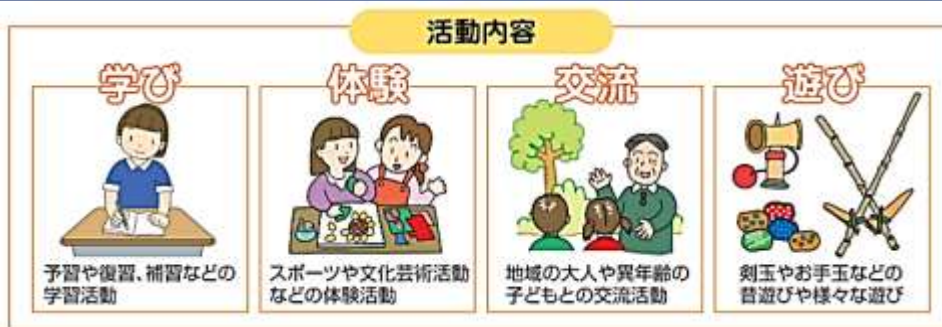 活動内容
学び
予習や復習、補習などの
学習活動
体験
スポーツや文化芸術活動
などの体験活動
交流
地域の大人や異年齢の
子どもとの交流活動
遊び
剣玉やお手玉などの
昔遊びや様々な遊び